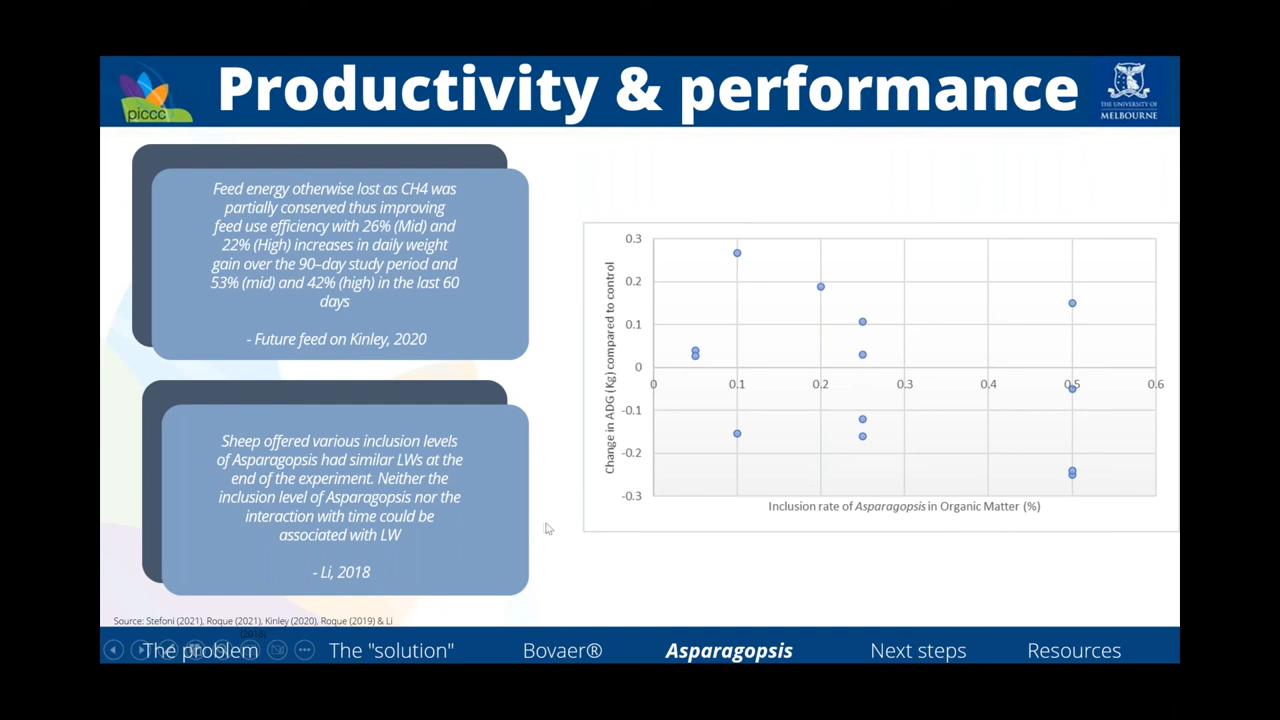 piccc
Productivity & performance
THE UNIVERSITY OF
MELBOURNE
Feed energy otherwise lost as CH4 was
partially conserved thus improving
feed use efficiency with 26% (Mid) and
22% (High) increases in daily weight
gain over the 90–day study period and
53% (mid) and 42% (high) in the last 60
days
- Future feed on Kinley, 2020
Sheep offered various inclusion levels
of Asparagopsis had similar LWs at the
end of the experiment. Neither the
inclusion level of Asparagopsis nor the
interaction with time could be
associated with LW
- Li, 2018
Change in ADG (Kg) compared to control
0.3
0.2
0.1
0
-0.1
-0.2
-0.3
0 0.1 0.2 0.3 0.4 0.5 0.6
Inclusion rate of Asparagopsis in Organic Matter (%)
Source: Stefoni (2021), Roque (2021), Kinley (2020), Roque (2019) & Li
(2018)
The problem The "solution" Bovaer® Asparagopsis Next steps Resources